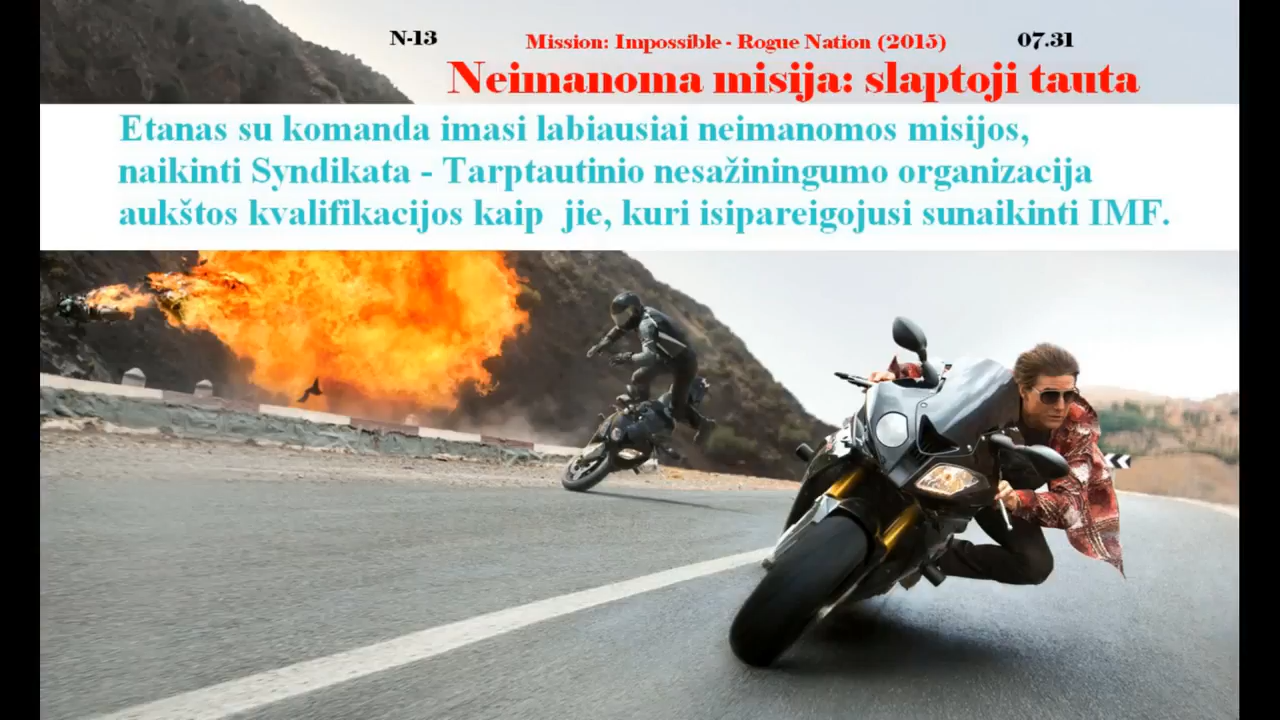 N-13 Mission: Impossible - Rogue Nation (2015) 07.31
Neimanoma misija: slaptoji tauta
Etanas su komanda imasi labiausiai neimanomos misijos,
naikinti Syndikata - Tarptautinio nesažiningumo organizacija
aukštos kvalifikacijos kaip jie, kuri isipareigojusi sunaikinti IMF.